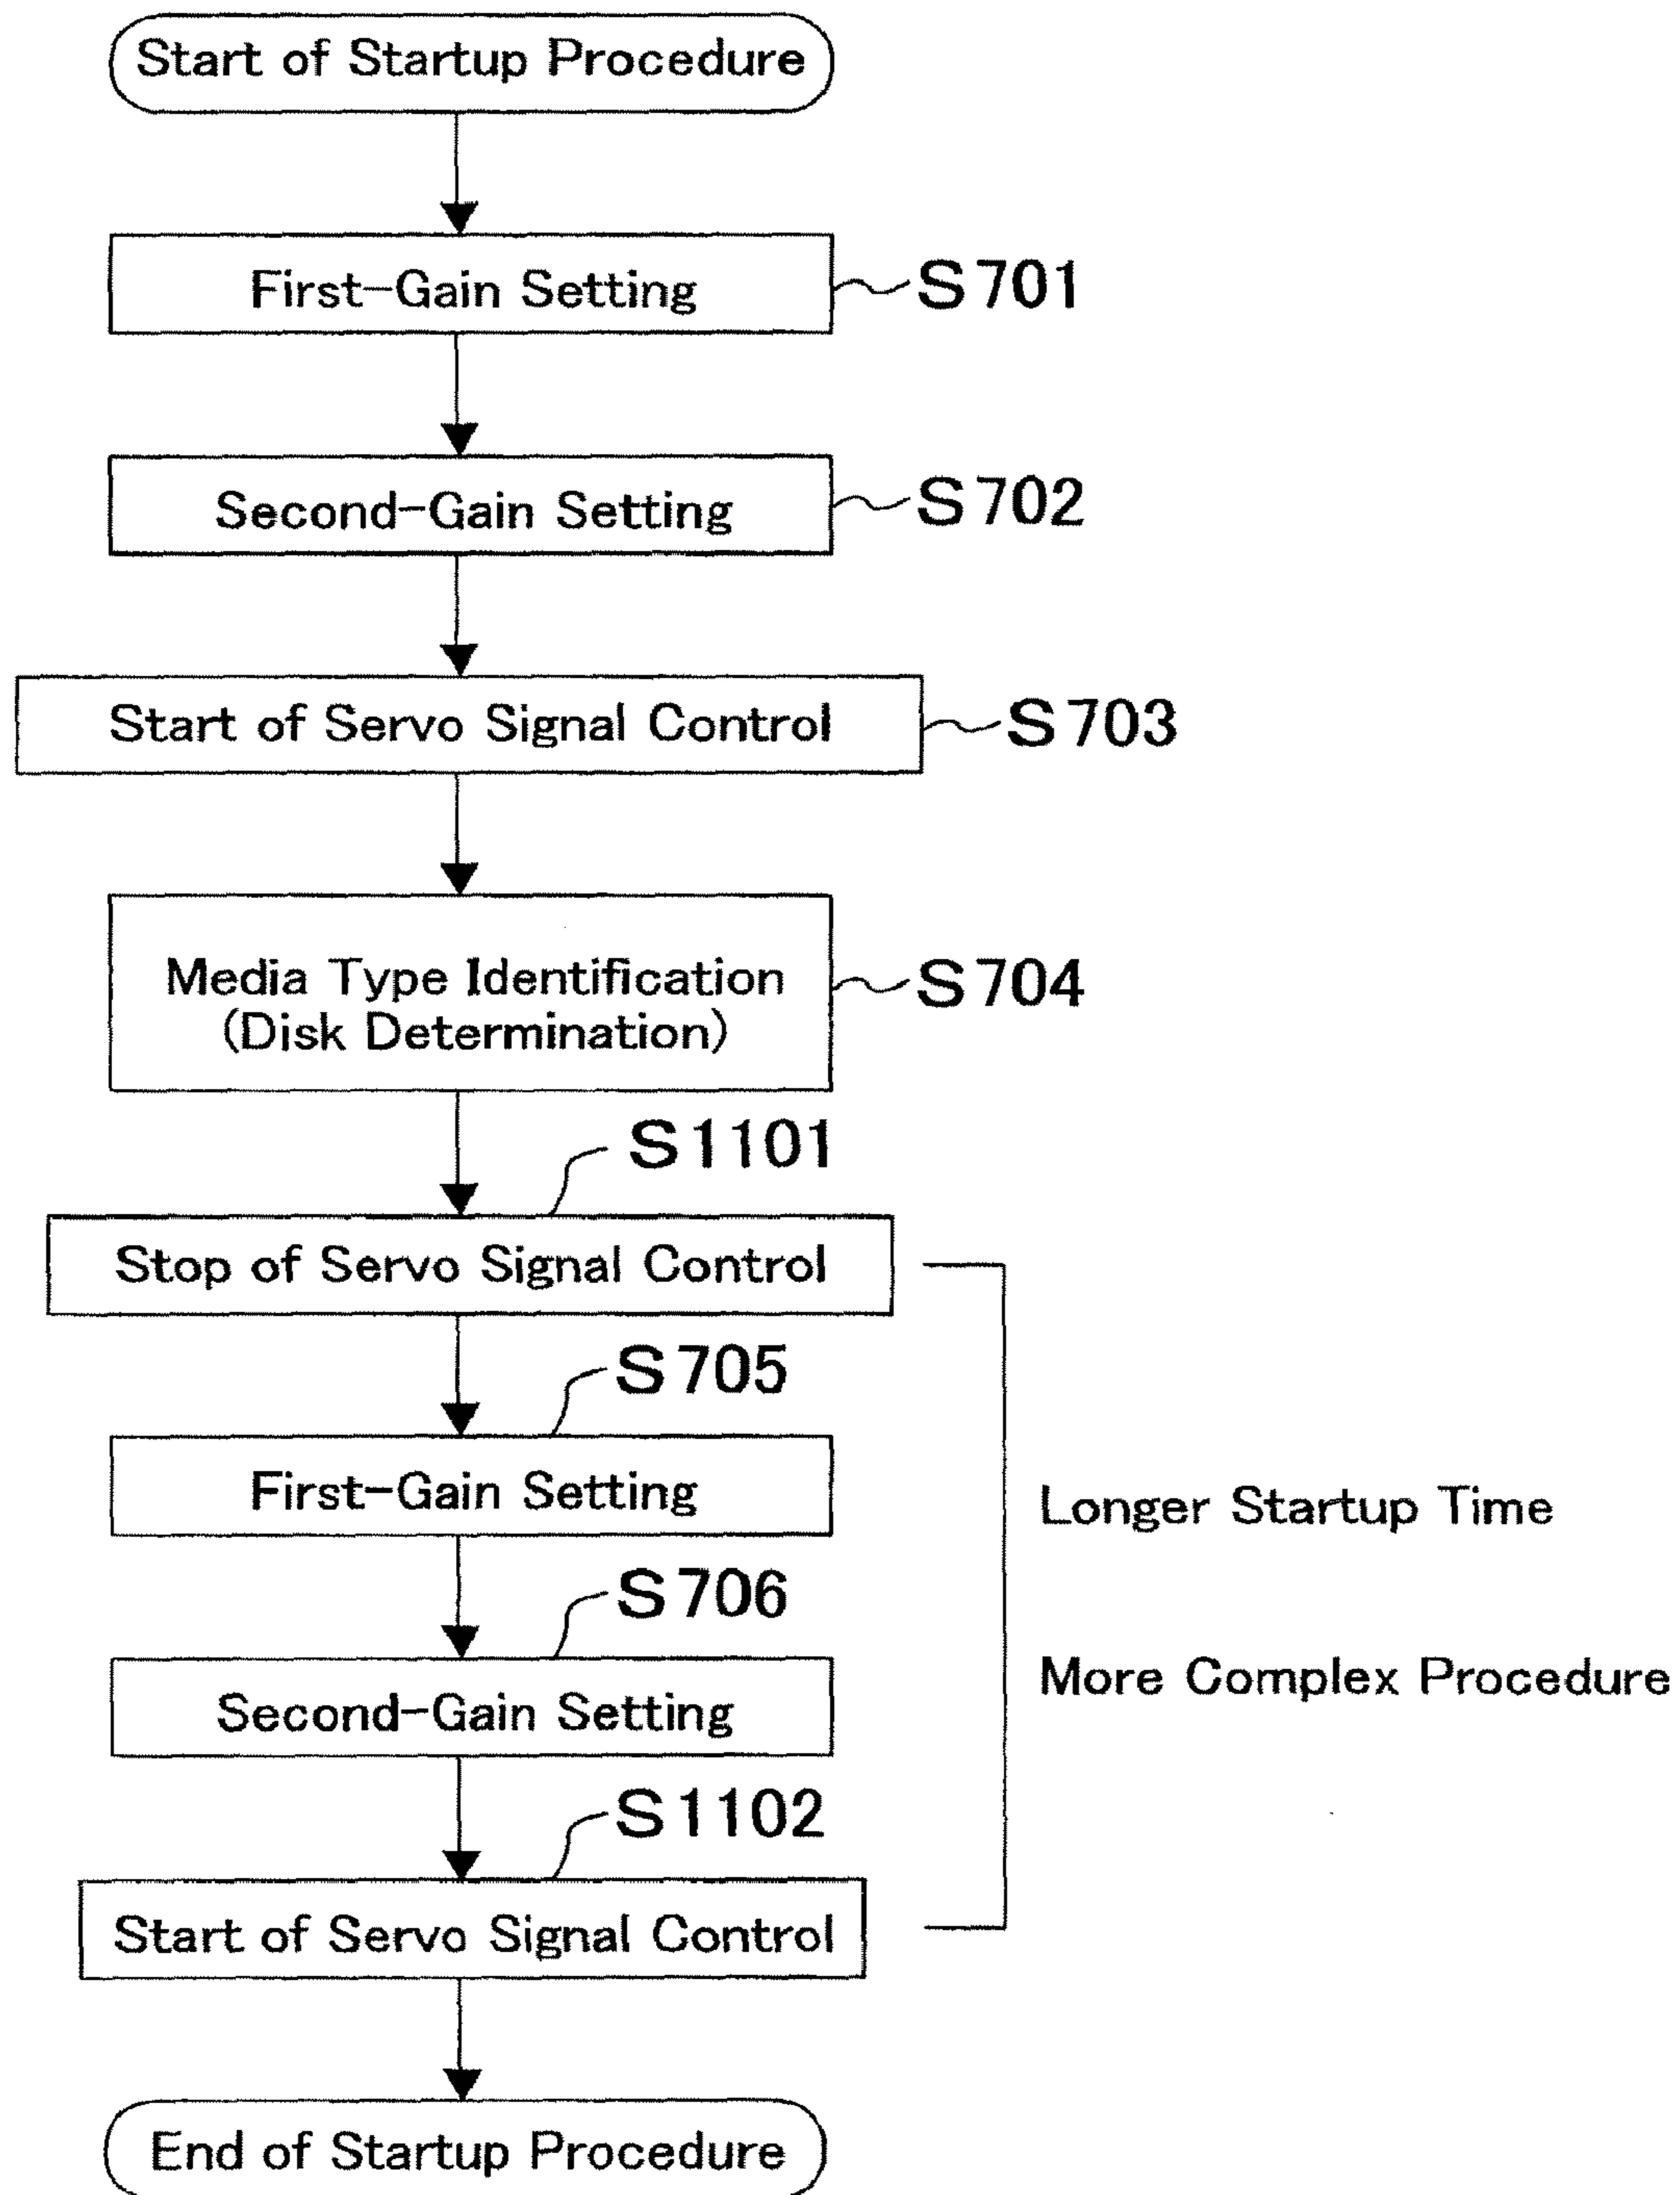 Start of Startup Procedure
First-Gain Setting
S701
Second-Gain Setting
S702
Start of Servo Signal Control
S703
Media Type Identification
(Disk Determination)
S704
S1101
Stop of Servo Signal Control
S705
First-Gain Setting
Longer Startup Time
S706
More Complex Procedure
Second-Gain Setting
S1102
Start of Servo Signal Control
End of Startup Procedure